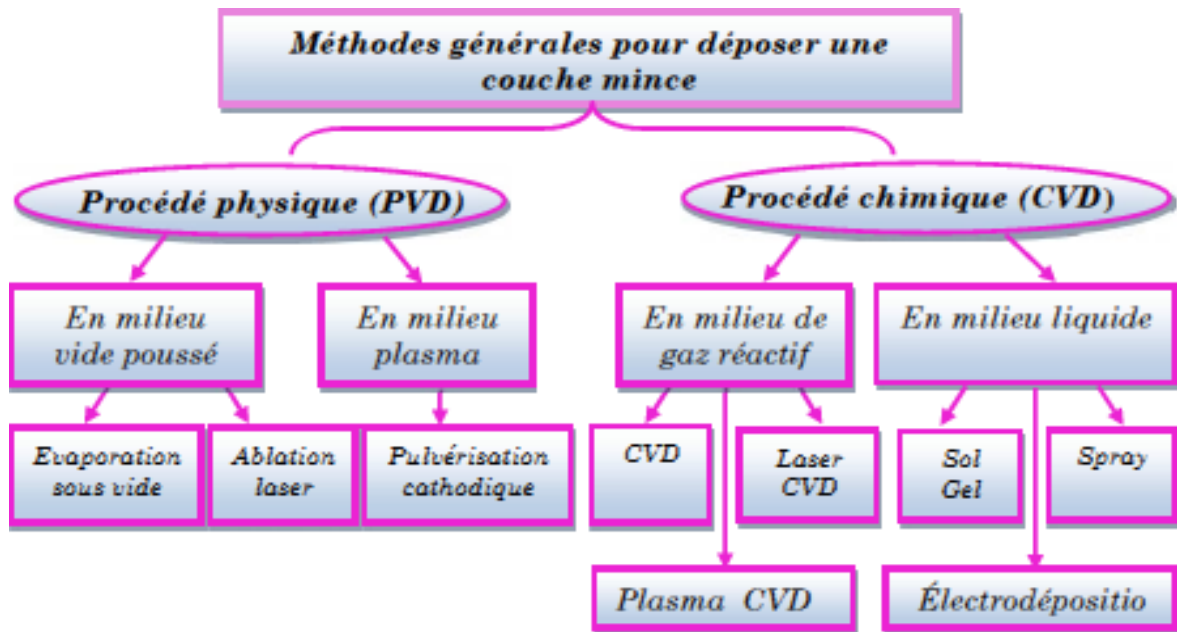 Méthodes générales pour déposer une
couche mince
Procédé physique (PVD)
Procédé chimique (CVD)
En milieu
vide poussé
En milieu
plasma
En milieu de
gaz réactif
En milieu liquide
Evaporation
sous vide
Ablation
laser
Pulvérisation
cathodique
CVD
Laser
CVD
Sol
Gel
Spray
Plasma CVD
Électrodépositio